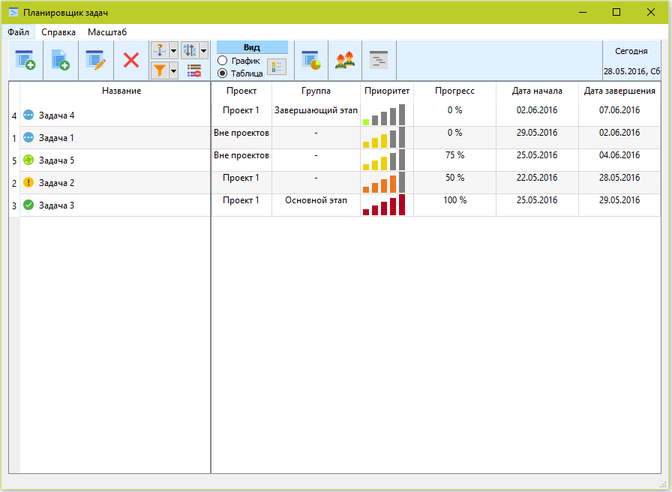 Планировщик задач
Файл Справка Масштаб
Вид
График
Таблица
Сегодня
28.05.2016, Сб
Название Проект Группа Приоритет Прогресс Дата начала Дата завершения
4 Задача 4 Проект 1 Завершающий этап 0 % 02.06.2016 07.06.2016
1 Задача 1 Вне проектов - 0 % 29.05.2016 02.06.2016
5 Задача 5 Вне проектов - 75 % 25.05.2016 04.06.2016
2 Задача 2 Проект 1 - 50 % 22.05.2016 28.05.2016
3 Задача 3 Проект 1 Основной этап 100 % 25.05.2016 29.05.2016